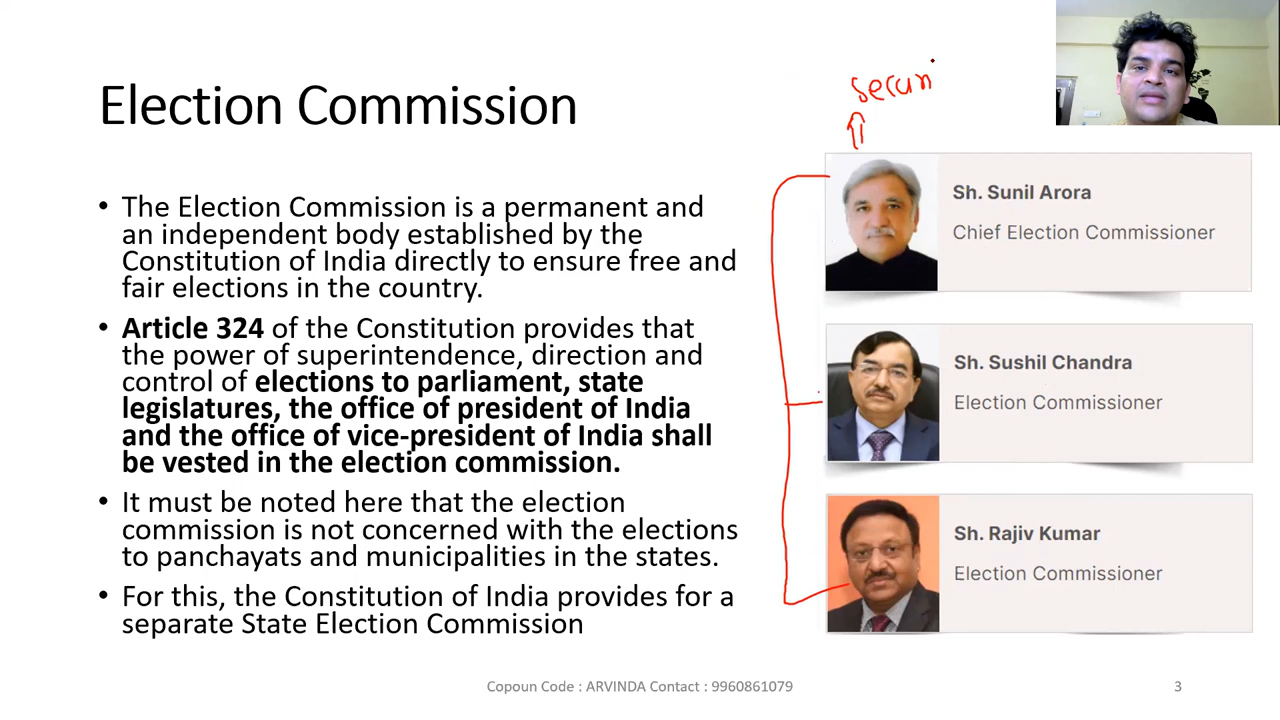 Election Commission
• The Election Commission is a permanent and
an independent body established by the
Constitution of India directly to ensure free and
fair elections in the country.
• Article 324 of the Constitution provides that
the power of superintendence, direction and
control of elections to parliament, state
legislatures, the office of president of India
and the office of vice-president of India shall
be vested in the election commission.
• It must be noted here that the election
commission is not concerned with the elections
to panchayats and municipalities in the states.
• For this, the Constitution of India provides for a
separate State Election Commission
securi
Sh. Sunil Arora
Chief Election Commissioner
Sh. Sushil Chandra
Election Commissioner
Sh. Rajiv Kumar
Election Commissioner
Copoun Code : ARVINDA Contact : 9960861079
3